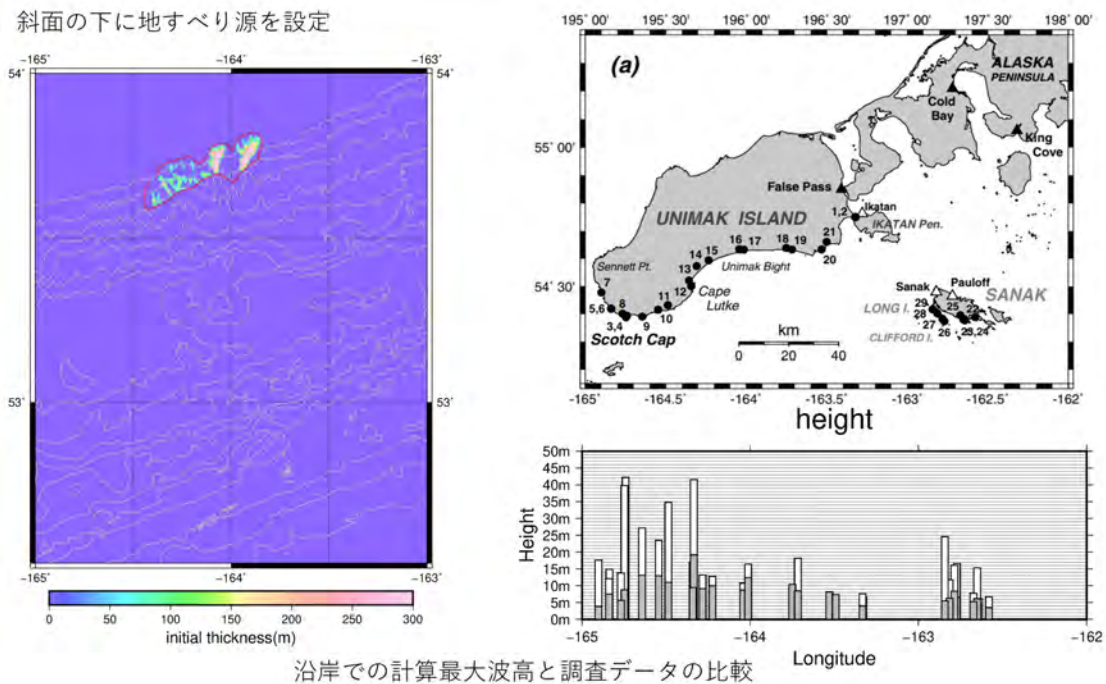 斜面の下に地すべり源を設定
-165˚
-164˚
-163˚
54˚
54˚
53˚
53˚
-165˚
-164˚
-163˚
0 50 100 150 200 250 300
initial thickness(m)
195˚00' 195˚30' 196˚00' 196˚30' 197˚00' 197˚30' 198˚00'
(a)
ALASKA
PENINSULA
Cold
Bay
King
Cove
55˚00'
False Pass
Ikatan
1,2
IKATAN Pen.
UNIMAK ISLAND
21
18 19
20
16 17
15
14
Unimak Bight
13
12
Sennett Pt.
7
Cape
Lutke
54˚30'
5,6
8
11
10
3,4
9
Scotch Cap
km
0 20 40
Sanak
Pauloff
SANAK
29
LONG I.
28
25
22
27
26
23,24
CLIFFORD I.
-165˚ -164.5˚ -164˚ -163.5˚ -163˚ -162.5˚ -162˚
height
50m
45m
40m
35m
30m
25m
20m
15m
10m
5m
0m
Height
-165 -164 -163 -162
Longitude
沿岸での計算最大波高と調査データの比較